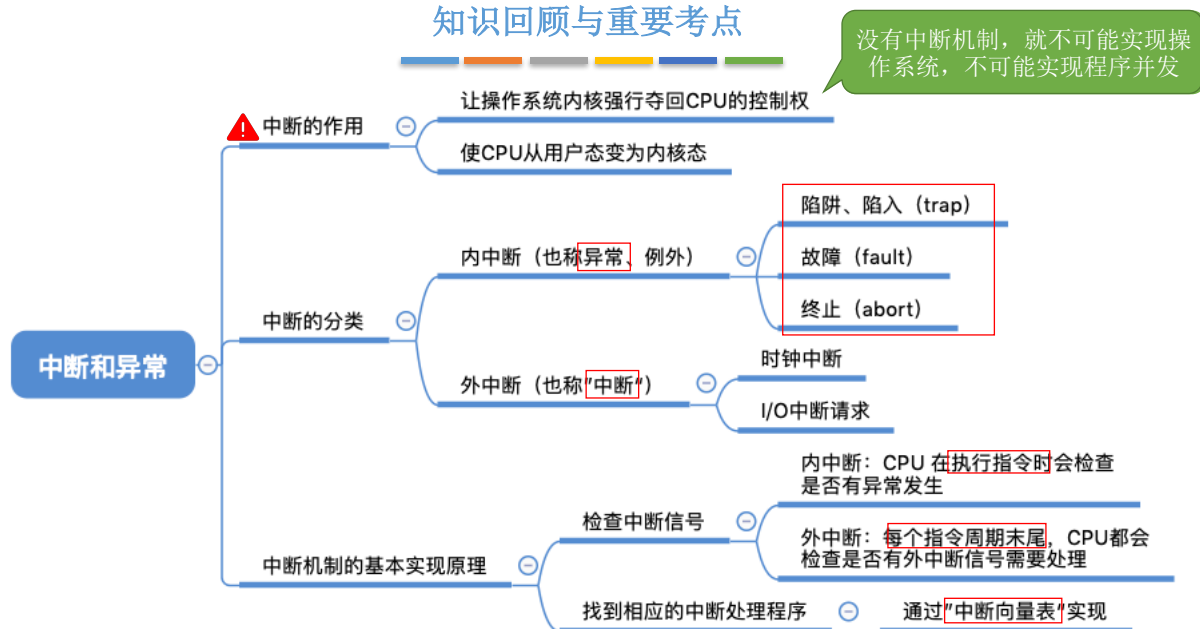 知识回顾与重要考点
没有中断机制，就不可能实现操
作系统，不可能实现程序并发
中断和异常
中断的作用
让操作系统内核强行夺回CPU的控制权
使CPU从用户态变为内核态
中断的分类
内中断（也称异常、例外）
陷阱、陷入（trap）
故障（fault）
终止（abort）
外中断（也称"中断"）
时钟中断
I/O中断请求
中断机制的基本实现原理
检查中断信号
内中断：CPU 在执行指令时会检查
是否有异常发生
外中断：每个指令周期末尾，CPU都会
检查是否有外中断信号需要处理
找到相应的中断处理程序
通过"中断向量表"实现